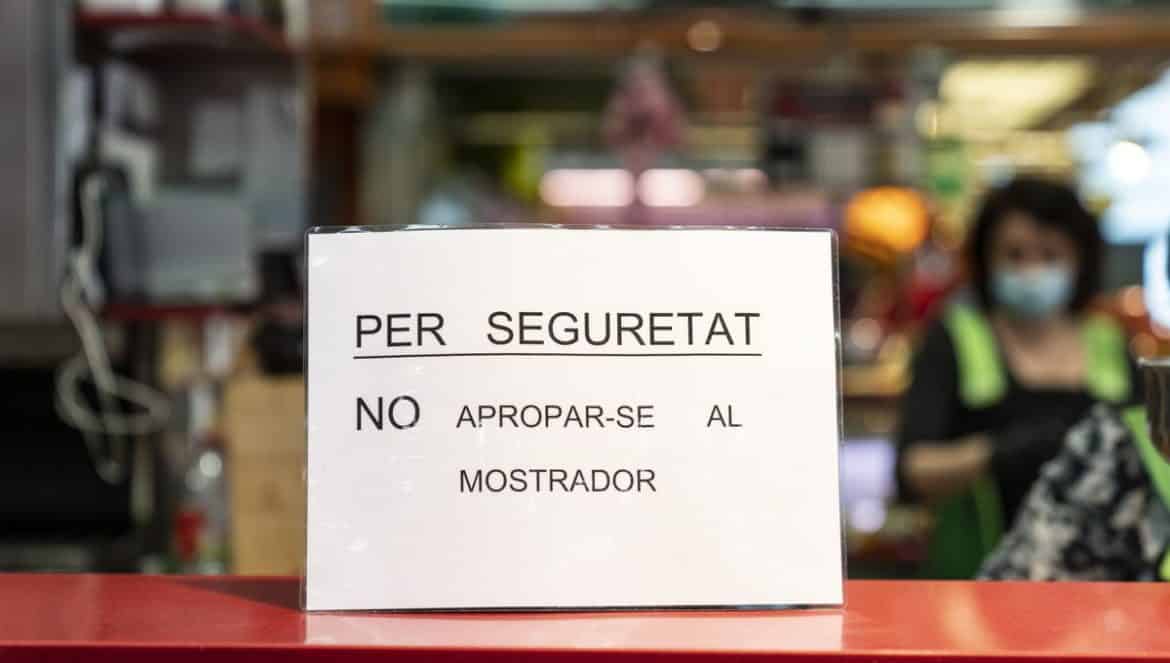 PER SEGURETAT
NO APROPAR-SE AL
MOSTRADOR